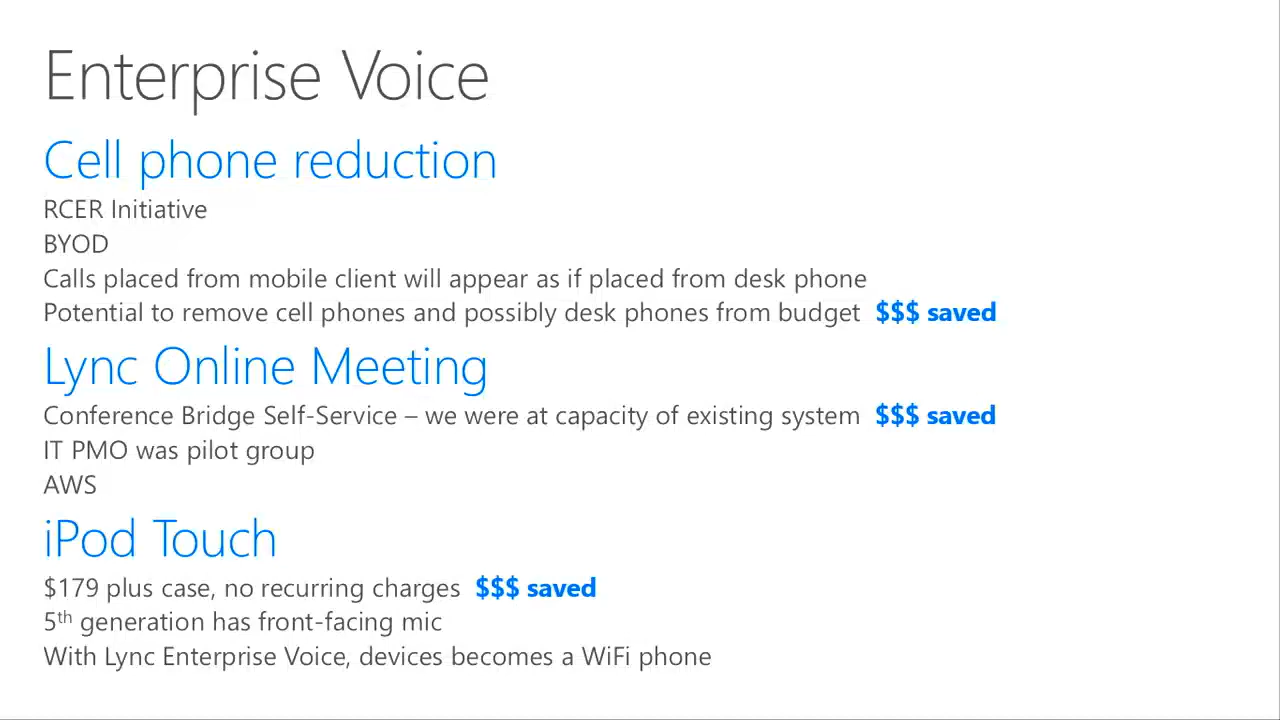 Enterprise Voice
Cell phone reduction
RCER Initiative
BYOD
Calls placed from mobile client will appear as if placed from desk phone
Potential to remove cell phones and possibly desk phones from budget $$$ saved
Lync Online Meeting
Conference Bridge Self-Service – we were at capacity of existing system $$$ saved
IT PMO was pilot group
AWS
iPod Touch
$179 plus case, no recurring charges $$$ saved
5th generation has front-facing mic
With Lync Enterprise Voice, devices becomes a WiFi phone